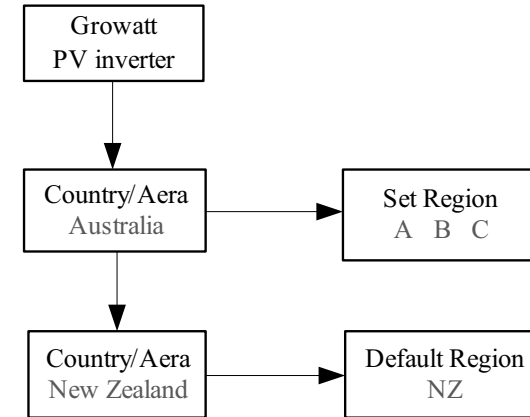 Growatt
PV inverter
Country/Aera
Australia
Set Region
A B C
Country/Aera
New Zealand
Default Region
NZ